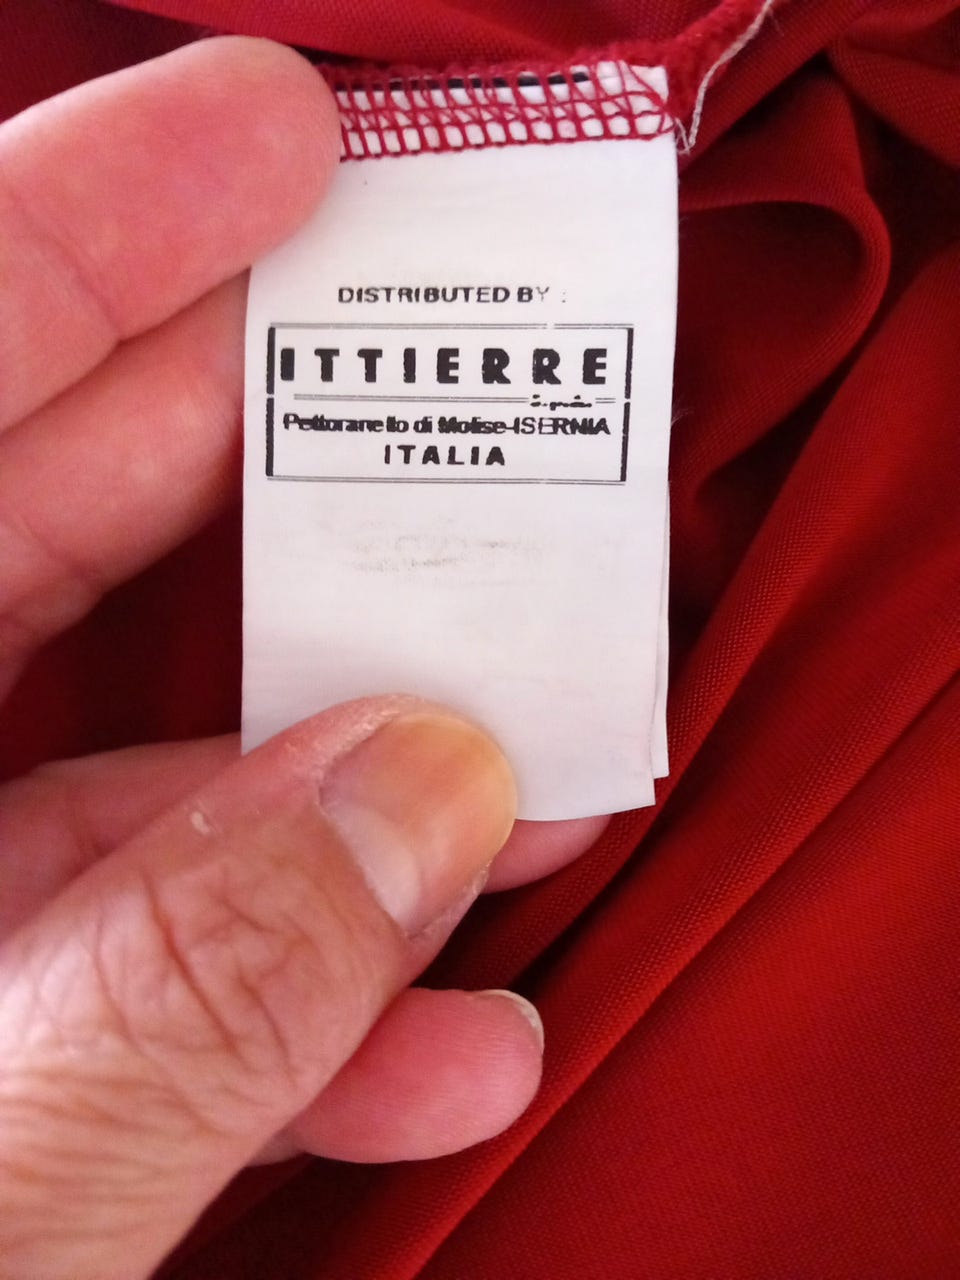 DISTRIBUTED BY :
ITTIERRE
S.p.A.
Pettoranello di Molise-ISERNIA
ITALIA